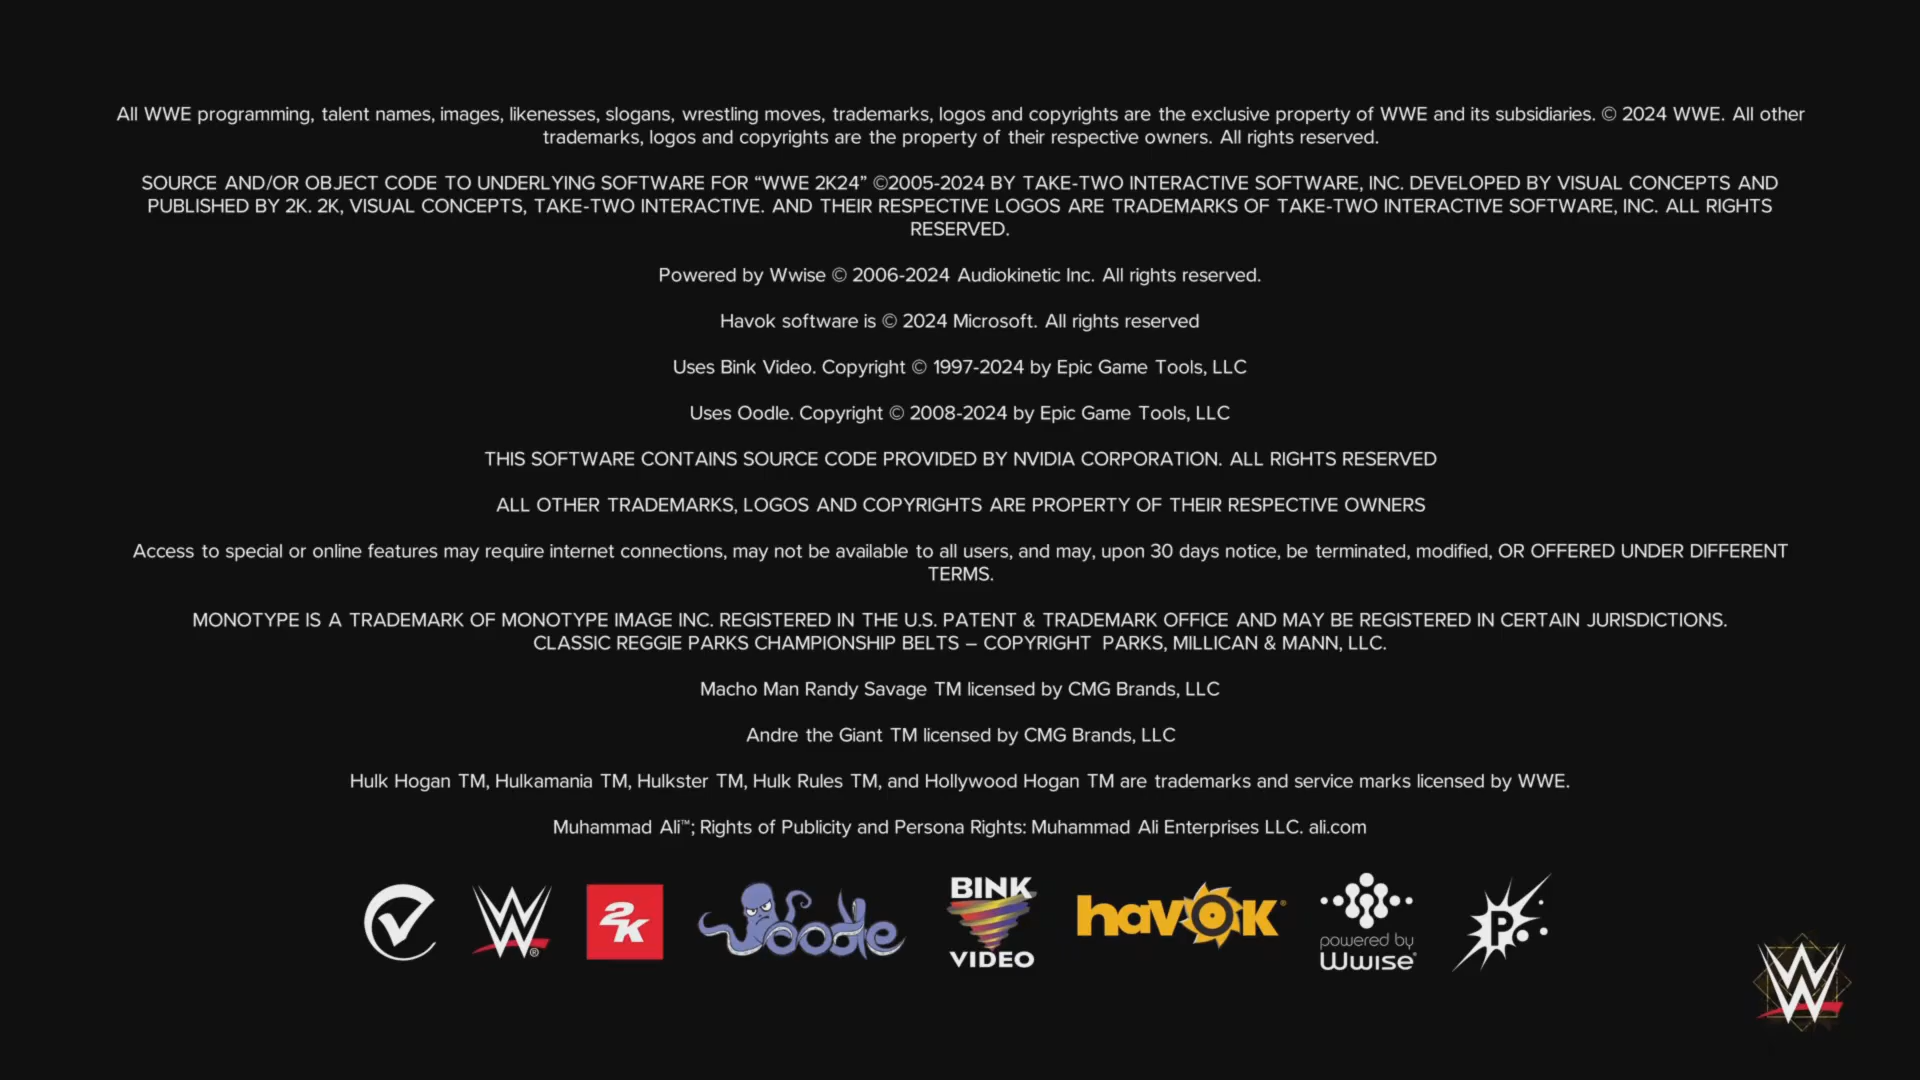 All WWE programming, talent names, images, likenesses, slogans, wrestling moves, trademarks, logos and copyrights are the exclusive property of WWE and its subsidiaries. © 2024 WWE. All other
trademarks, logos and copyrights are the property of their respective owners. All rights reserved.
SOURCE AND/OR OBJECT CODE TO UNDERLYING SOFTWARE FOR “WWE 2K24” ©2005-2024 BY TAKE-TWO INTERACTIVE SOFTWARE, INC. DEVELOPED BY VISUAL CONCEPTS AND
PUBLISHED BY 2K. 2K, VISUAL CONCEPTS, TAKE-TWO INTERACTIVE. AND THEIR RESPECTIVE LOGOS ARE TRADEMARKS OF TAKE-TWO INTERACTIVE SOFTWARE, INC. ALL RIGHTS
RESERVED.
Powered by Wwise © 2006-2024 Audiokinetic Inc. All rights reserved.
Havok software is © 2024 Microsoft. All rights reserved
Uses Bink Video. Copyright © 1997-2024 by Epic Game Tools, LLC
Uses Oodle. Copyright © 2008-2024 by Epic Game Tools, LLC
THIS SOFTWARE CONTAINS SOURCE CODE PROVIDED BY NVIDIA CORPORATION. ALL RIGHTS RESERVED
ALL OTHER TRADEMARKS, LOGOS AND COPYRIGHTS ARE PROPERTY OF THEIR RESPECTIVE OWNERS
Access to special or online features may require internet connections, may not be available to all users, and may, upon 30 days notice, be terminated, modified, OR OFFERED UNDER DIFFERENT
TERMS.
MONOTYPE IS A TRADEMARK OF MONOTYPE IMAGE INC. REGISTERED IN THE U.S. PATENT & TRADEMARK OFFICE AND MAY BE REGISTERED IN CERTAIN JURISDICTIONS.
CLASSIC REGGIE PARKS CHAMPIONSHIP BELTS – COPYRIGHT PARKS, MILLICAN & MANN, LLC.
Macho Man Randy Savage TM licensed by CMG Brands, LLC
Andre the Giant TM licensed by CMG Brands, LLC
Hulk Hogan TM, Hulkamania TM, Hulkster TM, Hulk Rules TM, and Hollywood Hogan TM are trademarks and service marks licensed by WWE.
Muhammad Ali™; Rights of Publicity and Persona Rights: Muhammad Ali Enterprises LLC. ali.com
W ®
2K
oodle
BINK
VIDEO
havok®
powered by
wwise®
P
W